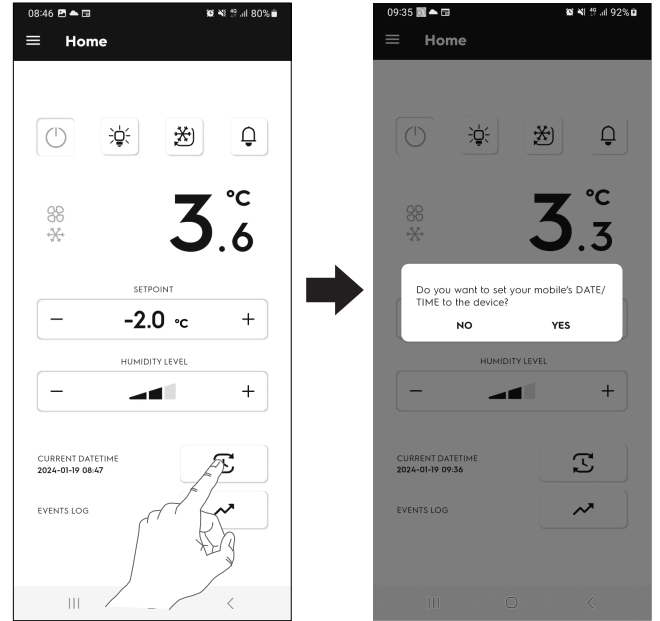 08:46 4G 80%
Home
3.6 °C
SETPOINT
− -2.0 °C +
HUMIDITY LEVEL
− +
CURRENT DATETIME
2024-01-19 08:47
EVENTS LOG
09:35 4G 92%
Home
3.3 °C
Do you want to set your mobile's DATE/
TIME to the device?
NO YES
HUMIDITY LEVEL
− +
CURRENT DATETIME
2024-01-19 09:36
EVENTS LOG